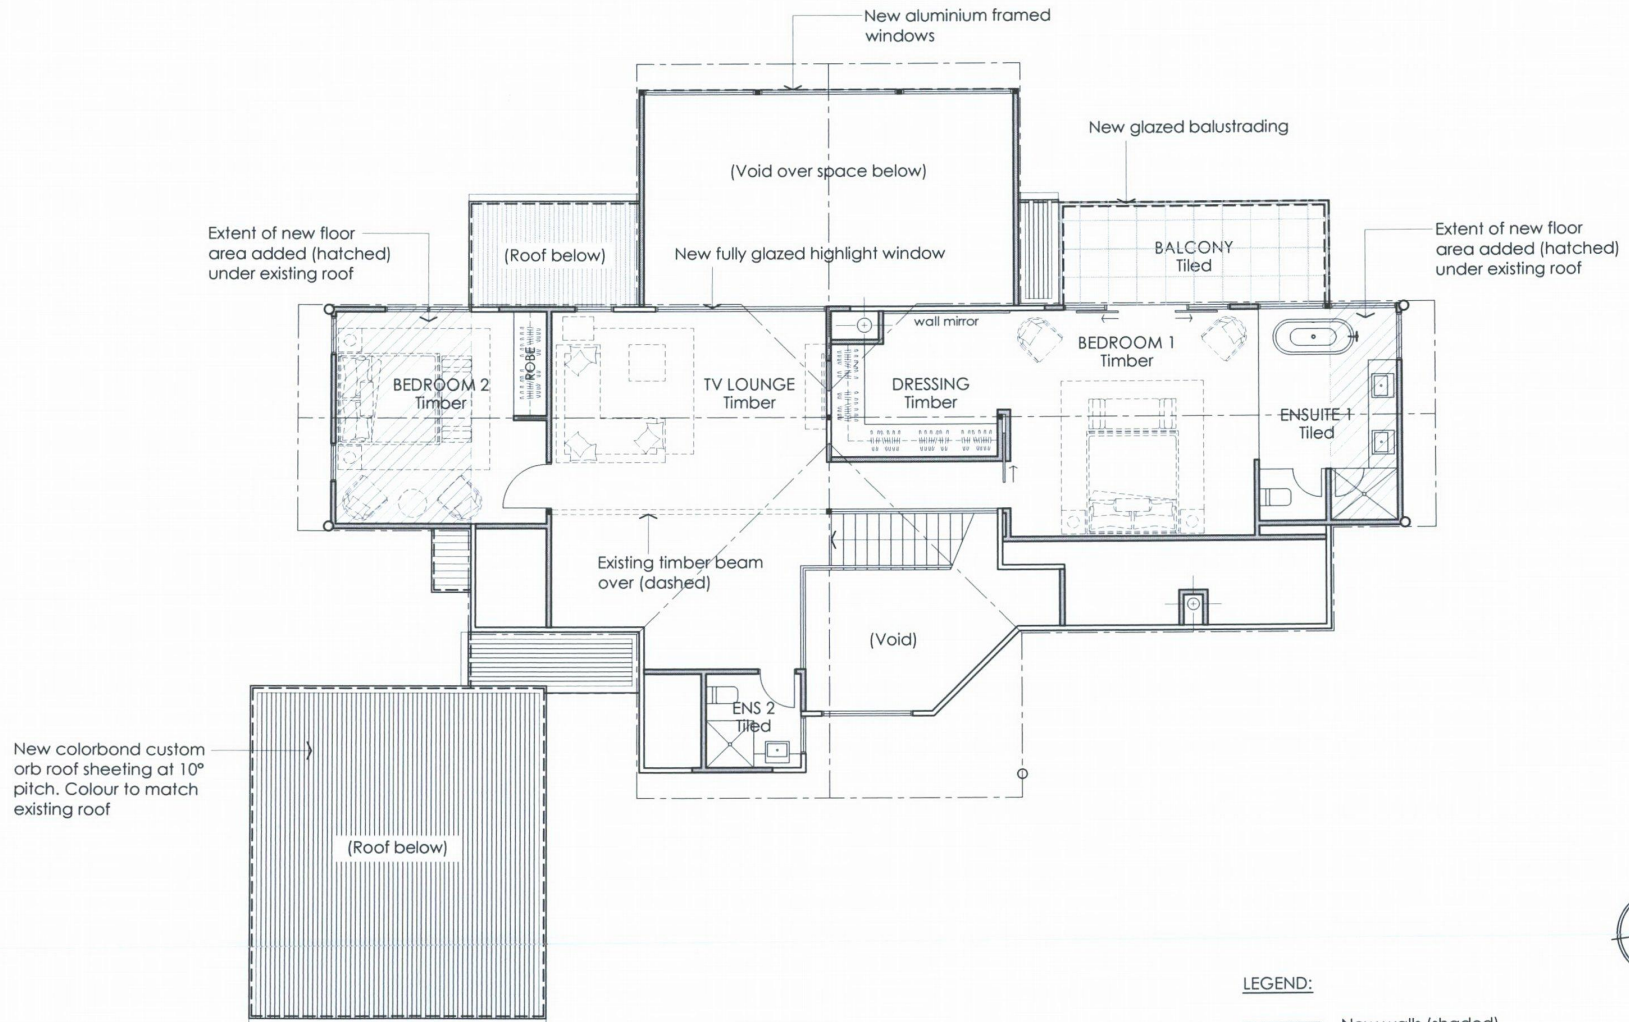 New aluminium framed
windows
New glazed balustrading
(Void over space below)
Extent of new floor
area added (hatched)
under existing roof
(Roof below)
New fully glazed highlight window
BALCONY
Tiled
Extent of new floor
area added (hatched)
under existing roof
wall mirror
ROBE
BEDROOM 2
Timber
TV LOUNGE
Timber
DRESSING
Timber
BEDROOM 1
Timber
ENSUITE 1
Tiled
Existing timber beam
over (dashed)
(Void)
ENS 2
Tiled
New colorbond custom
orb roof sheeting at 10°
pitch. Colour to match
existing roof
(Roof below)
LEGEND:
New walls (shaded)